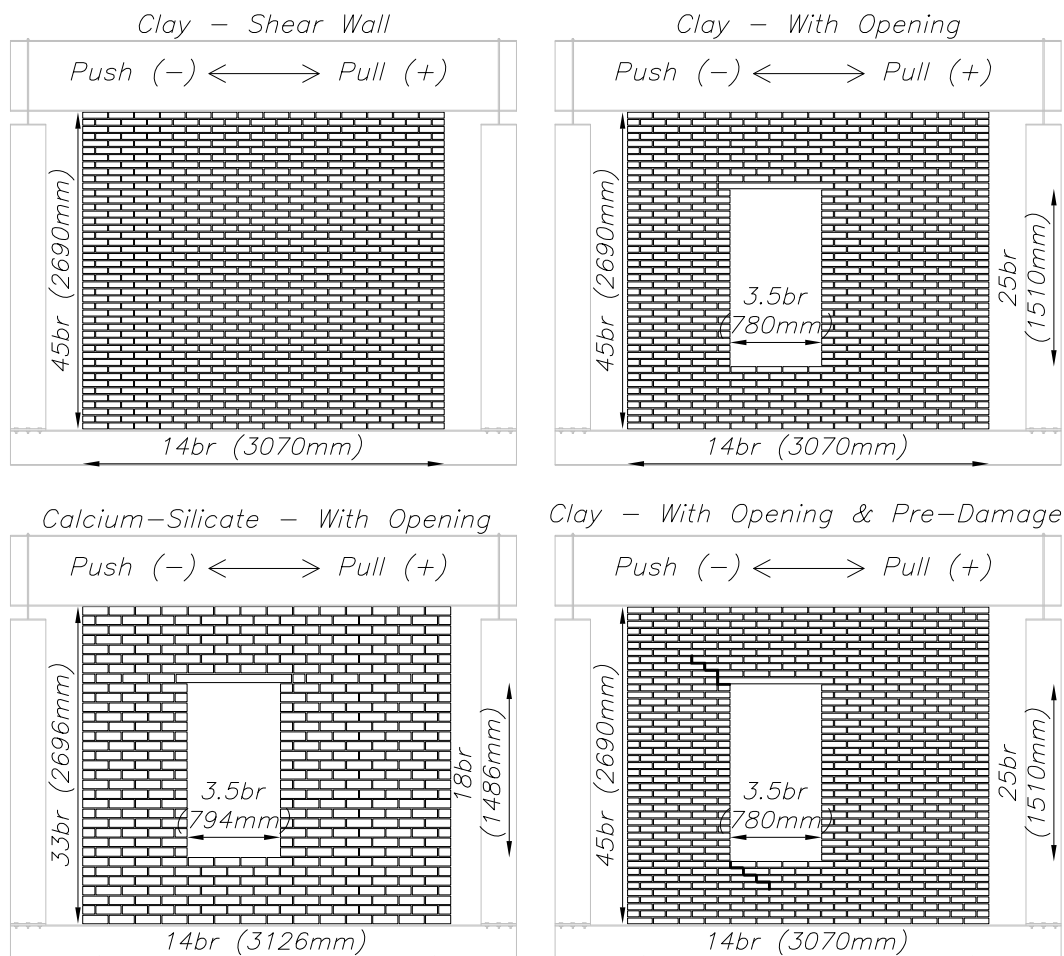 Clay - Shear Wall
Push (-) Pull (+)
45br (2690mm)
14br (3070mm)
Clay - With Opening
Push (-) Pull (+)
45br (2690mm)
3.5br
(780mm)
25br
(1510mm)
14br (3070mm)
Calcium-Silicate - With Opening
Push (-) Pull (+)
33br (2696mm)
3.5br
(794mm)
18br
(1486mm)
14br (3126mm)
Clay - With Opening & Pre-Damage
Push (-) Pull (+)
45br (2690mm)
3.5br
(780mm)
25br
(1510mm)
14br (3070mm)